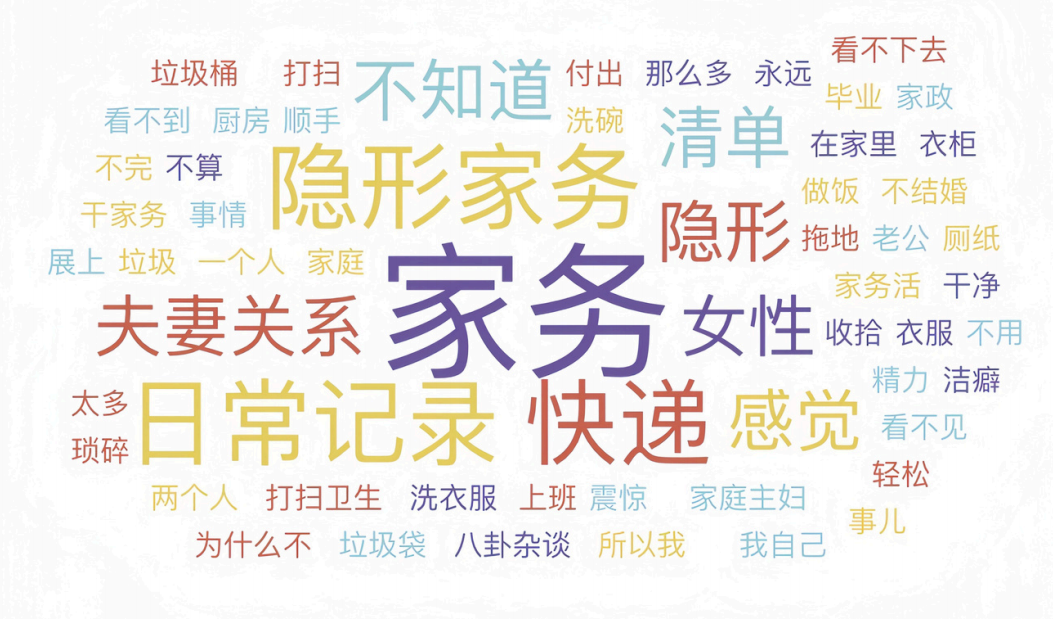 看不下去
垃圾桶 打扫 不知道 付出 那么多 永远
毕业 家政
看不到 厨房 顺手 洗碗 清单 在家里 衣柜
不完 不算 隐形家务 做饭 不结婚
干家务 事情 隐形 拖地 老公 厕纸
展上 垃圾 一个人 家庭 家务 家务活 干净
夫妻关系 女性 收拾 衣服 不用
精力 洁癖
太多 日常记录 快递 感觉 看不见
琐碎 轻松
两个人 打扫卫生 洗衣服 上班 震惊 家庭主妇 事儿
为什么不 垃圾袋 八卦杂谈 所以我 我自己